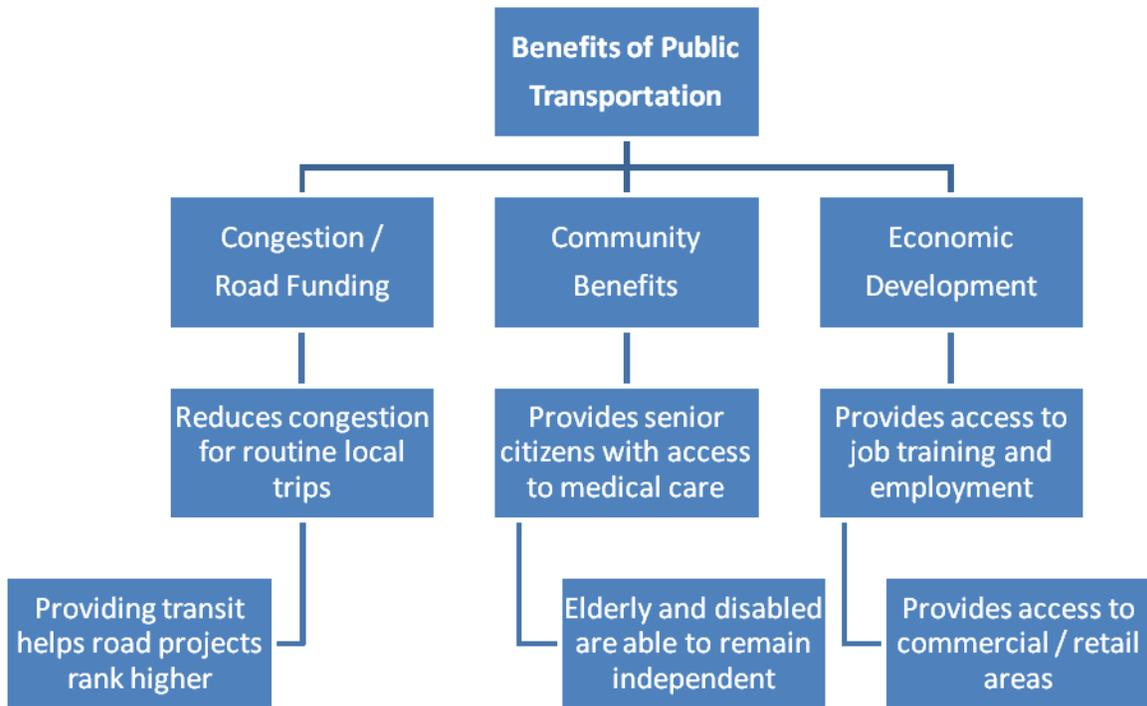 Benefits of Public
Transportation
Congestion /
Road Funding
Community
Benefits
Economic
Development
Reduces congestion
for routine local
trips
Provides senior
citizens with access
to medical care
Provides access to
job training and
employment
Providing transit
helps road projects
rank higher
Elderly and disabled
are able to remain
independent
Provides access to
commercial / retail
areas